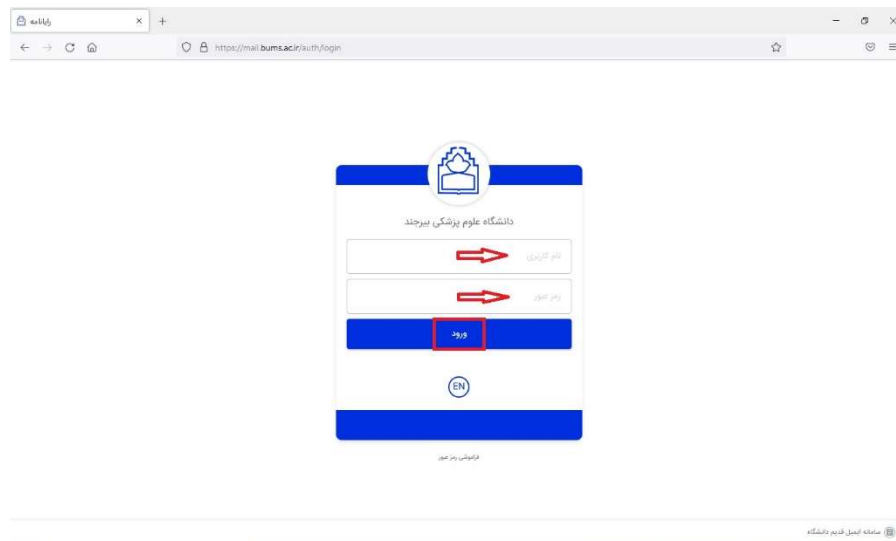 رایانامه
https://mail.bums.ac.ir/auth/login
دانشگاه علوم پزشکی بیرجند
نام کاربری
رمز عبور
ورود
EN
فراموشی رمز عبور
سامانه ایمیل قدیم دانشگاه